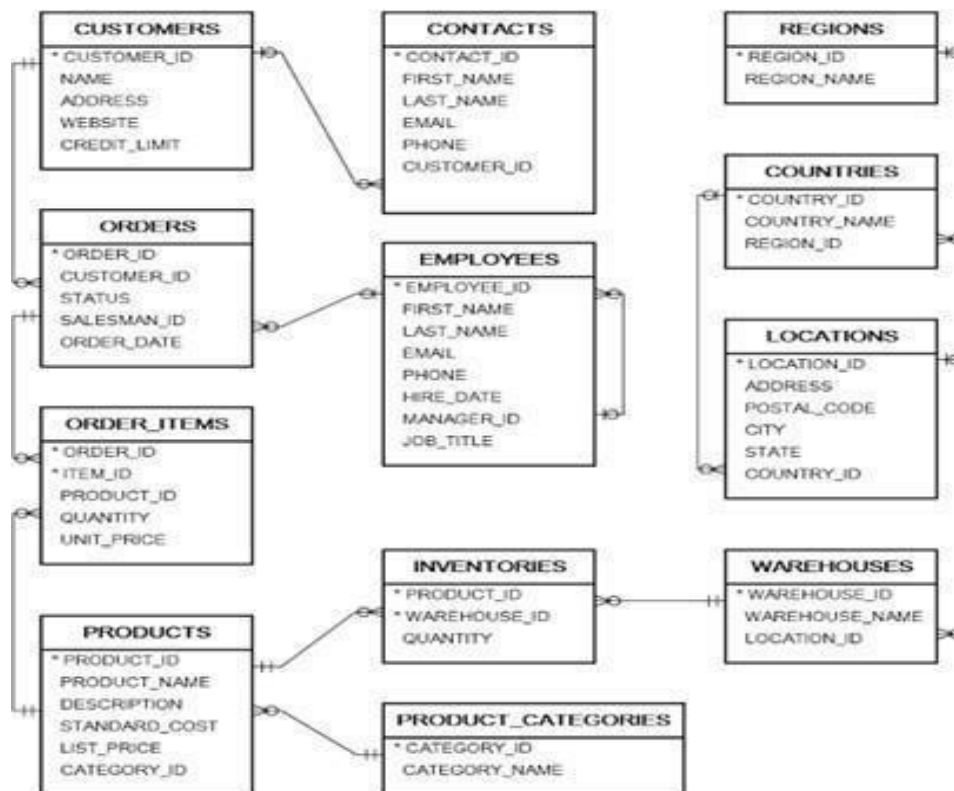 CUSTOMERS
* CUSTOMER_ID
NAME
ADDRESS
WEBSITE
CREDIT_LIMIT
CONTACTS
* CONTACT_ID
FIRST_NAME
LAST_NAME
EMAIL
PHONE
CUSTOMER_ID
REGIONS
* REGION_ID
REGION_NAME
COUNTRIES
* COUNTRY_ID
COUNTRY_NAME
REGION_ID
ORDERS
* ORDER_ID
CUSTOMER_ID
STATUS
SALESMAN_ID
ORDER_DATE
EMPLOYEES
* EMPLOYEE_ID
FIRST_NAME
LAST_NAME
EMAIL
PHONE
HIRE_DATE
MANAGER_ID
JOB_TITLE
LOCATIONS
* LOCATION_ID
ADDRESS
POSTAL_CODE
CITY
STATE
COUNTRY_ID
ORDER_ITEMS
* ORDER_ID
* ITEM_ID
PRODUCT_ID
QUANTITY
UNIT_PRICE
INVENTORIES
* PRODUCT_ID
* WAREHOUSE_ID
QUANTITY
WAREHOUSES
* WAREHOUSE_ID
WAREHOUSE_NAME
LOCATION_ID
PRODUCTS
* PRODUCT_ID
PRODUCT_NAME
DESCRIPTION
STANDARD_COST
LIST_PRICE
CATEGORY_ID
PRODUCT_CATEGORIES
* CATEGORY_ID
CATEGORY_NAME